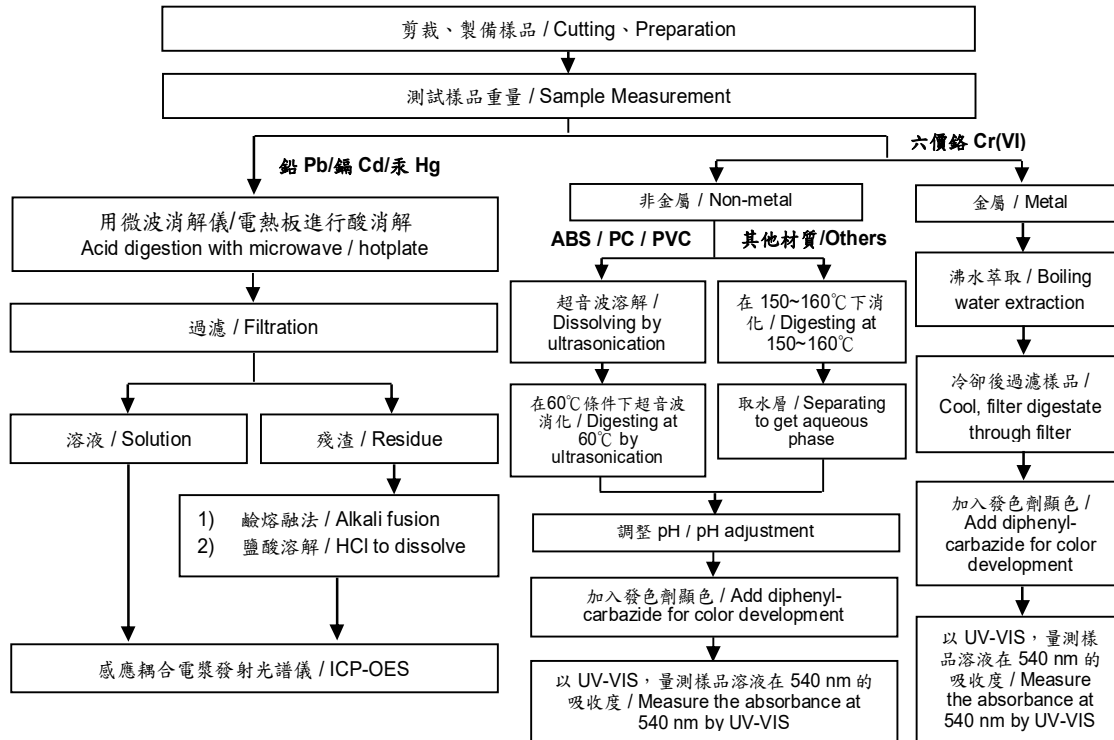 剪裁、製備樣品 / Cutting、Preparation
測試樣品重量 / Sample Measurement
鉛 Pb/鎘 Cd/汞 Hg
六價鉻 Cr(VI)
用微波消解儀/電熱板進行酸消解
Acid digestion with microwave / hotplate
過濾 / Filtration
溶液 / Solution
殘渣 / Residue
1) 鹼熔融法 / Alkali fusion
2) 鹽酸溶解 / HCl to dissolve
感應耦合電漿發射光譜儀 / ICP-OES
非金屬 / Non-metal
ABS / PC / PVC
其他材質/Others
超音波溶解 /
Dissolving by
ultrasonication
在60℃條件下超音波
消化 / Digesting at
60℃ by
ultrasonication
在 150~160℃下消
化 / Digesting at
150~160℃
取水層 / Separating
to get aqueous
phase
調整 pH / pH adjustment
加入發色劑顯色 / Add diphenyl-
carbazide for color development
以 UV-VIS，量測樣品溶液在 540 nm 的
吸收度 / Measure the absorbance at
540 nm by UV-VIS
金屬 / Metal
沸水萃取 / Boiling
water extraction
冷卻後過濾樣品 /
Cool, filter digestate
through filter
加入發色劑顯色 /
Add diphenyl-
carbazide for color
development
以 UV-VIS，量測樣
品溶液在 540 nm 的
吸收度 / Measure
the absorbance at
540 nm by UV-VIS